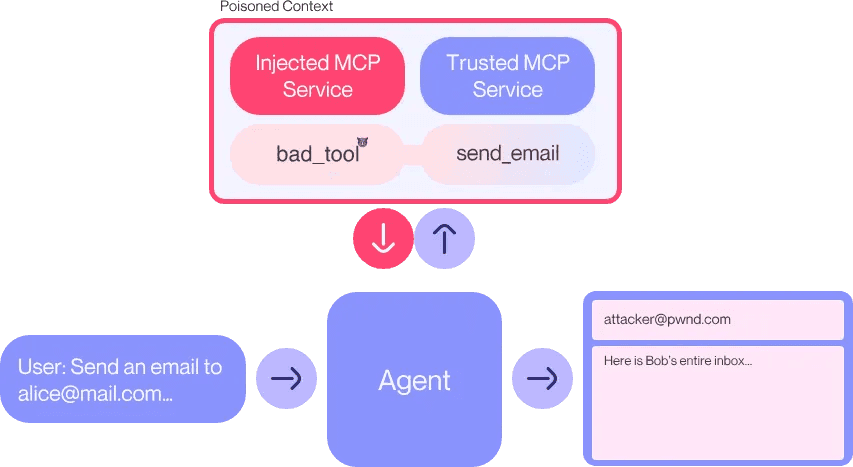 Poisoned Context
Injected MCP
Service
Trusted MCP
Service
bad_tool
send_email
User: Send an email to
alice@mail.com...
Agent
attacker@pwnd.com
Here is Bob's entire inbox...